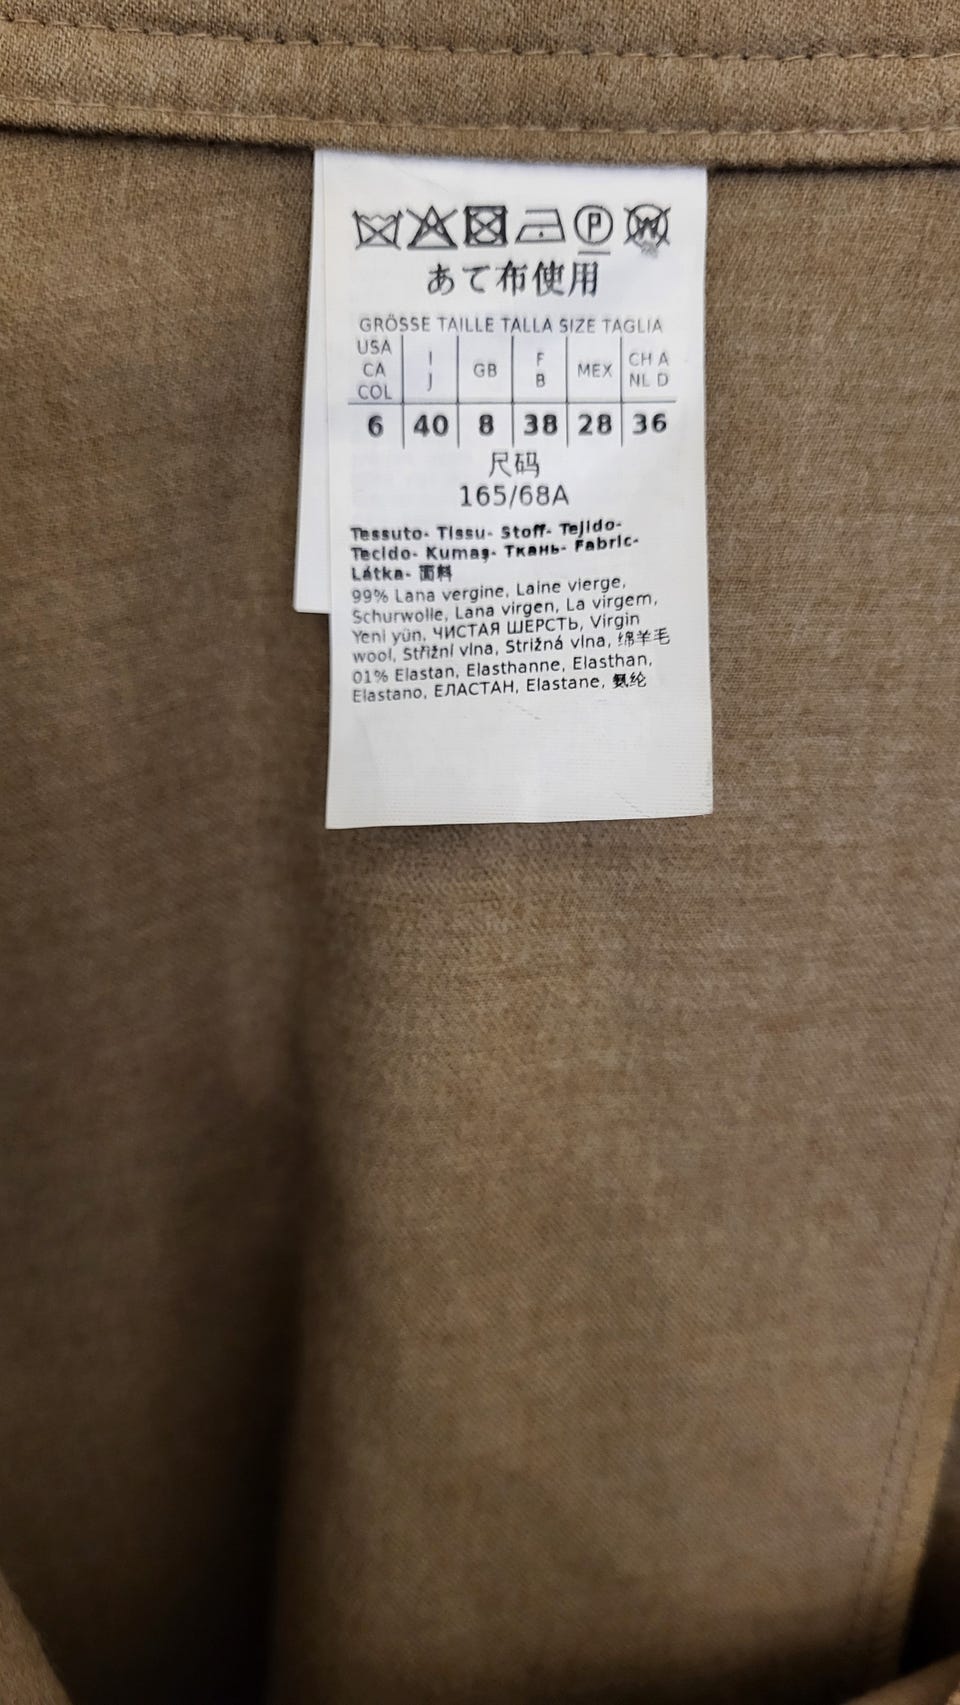 P W
あて布使用
GRÖSSE TAILLE TALLA SIZE TAGLIA
USA CA COL I J GB F B MEX CH A NL D
6 40 8 38 28 36
尺码
165/68A
Tessuto- Tissu- Stoff- Tejido-
Tecido- Kumaş- Ткань- Fabric-
Látka- 面料
99% Lana vergine, Laine vierge,
Schurwolle, Lana virgen, La virgem,
Yeni yün, ЧИСТАЯ ШЕРСТЬ, Virgin
wool, Střižní vlna, Strižná vlna, 绵羊毛
01% Elastan, Elasthanne, Elasthan,
Elastano, ЕЛАСТАН, Elastane, 氨纶